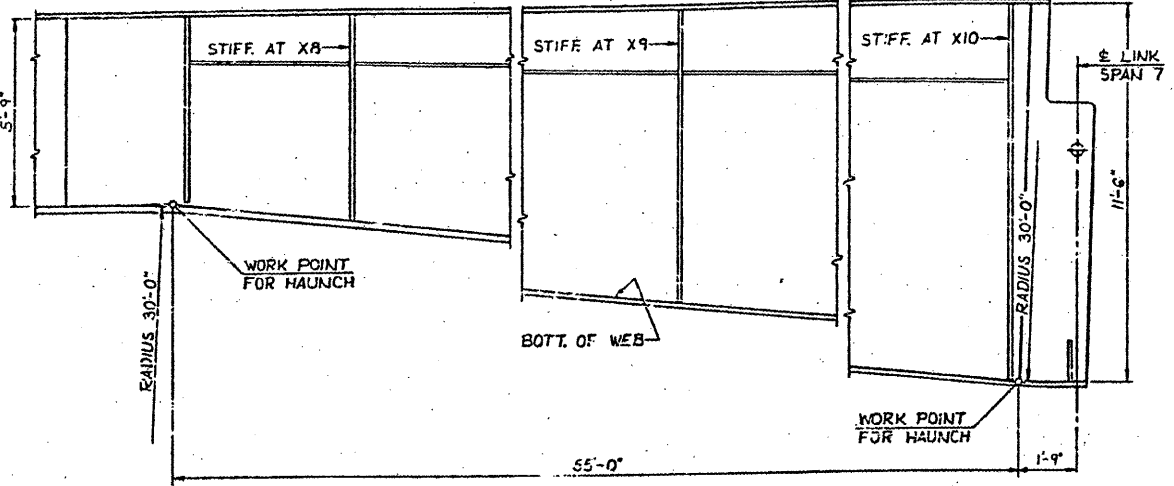 STIFF. AT X8
STIFF. AT X9
STIFF. AT X10
℄ LINK
SPAN 7
5'-9"
11'-6"
RADIUS 30'-0"
WORK POINT
FOR HAUNCH
RADIUS 30'-0"
BOTT. OF WEB
WORK POINT
FOR HAUNCH
55'-0"
1'-9"